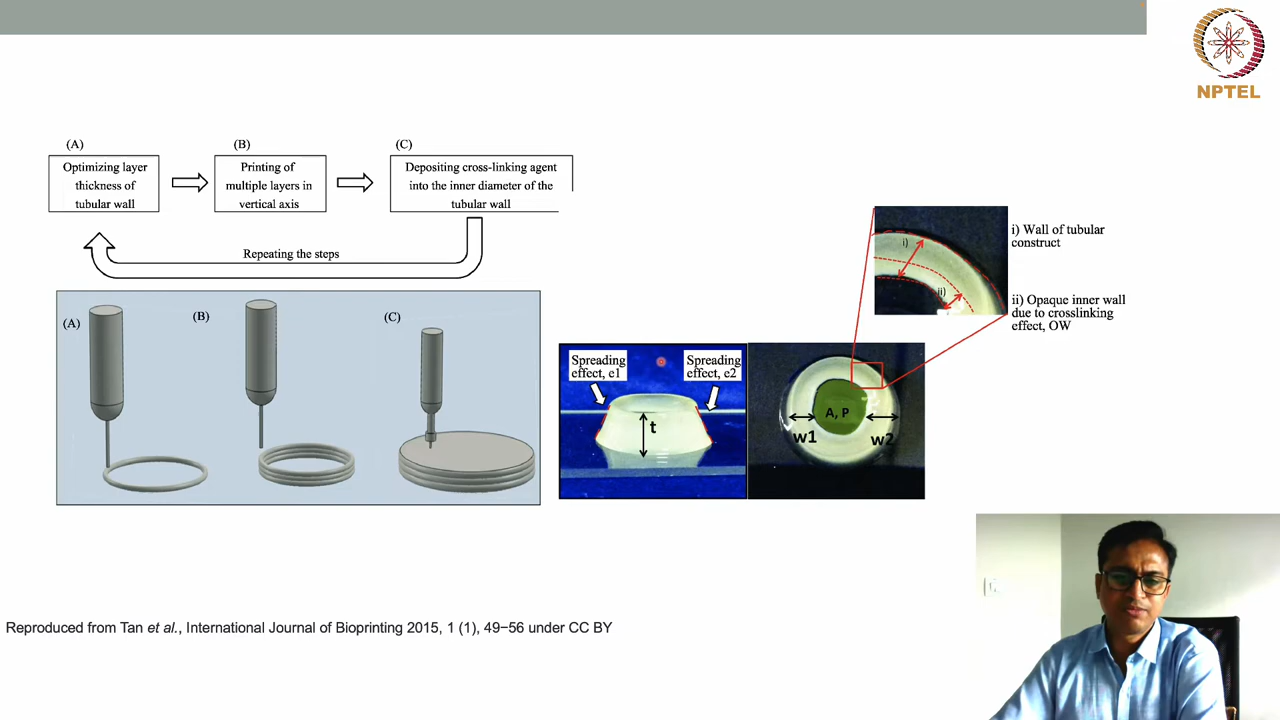 NPTEL
(A)
(B)
(C)
Optimizing layer
thickness of
tubular wall
Printing of
multiple layers in
vertical axis
Depositing cross-linking agent
into the inner diameter of the
tubular wall
Repeating the steps
(A)
(B)
(C)
Spreading
effect, c1
Spreading
effect, c2
t
A, P
w1
w2
i)
ii)
i) Wall of tubular
construct
ii) Opaque inner wall
due to crosslinking
effect, OW
Reproduced from Tan et al., International Journal of Bioprinting 2015, 1 (1), 49−56 under CC BY